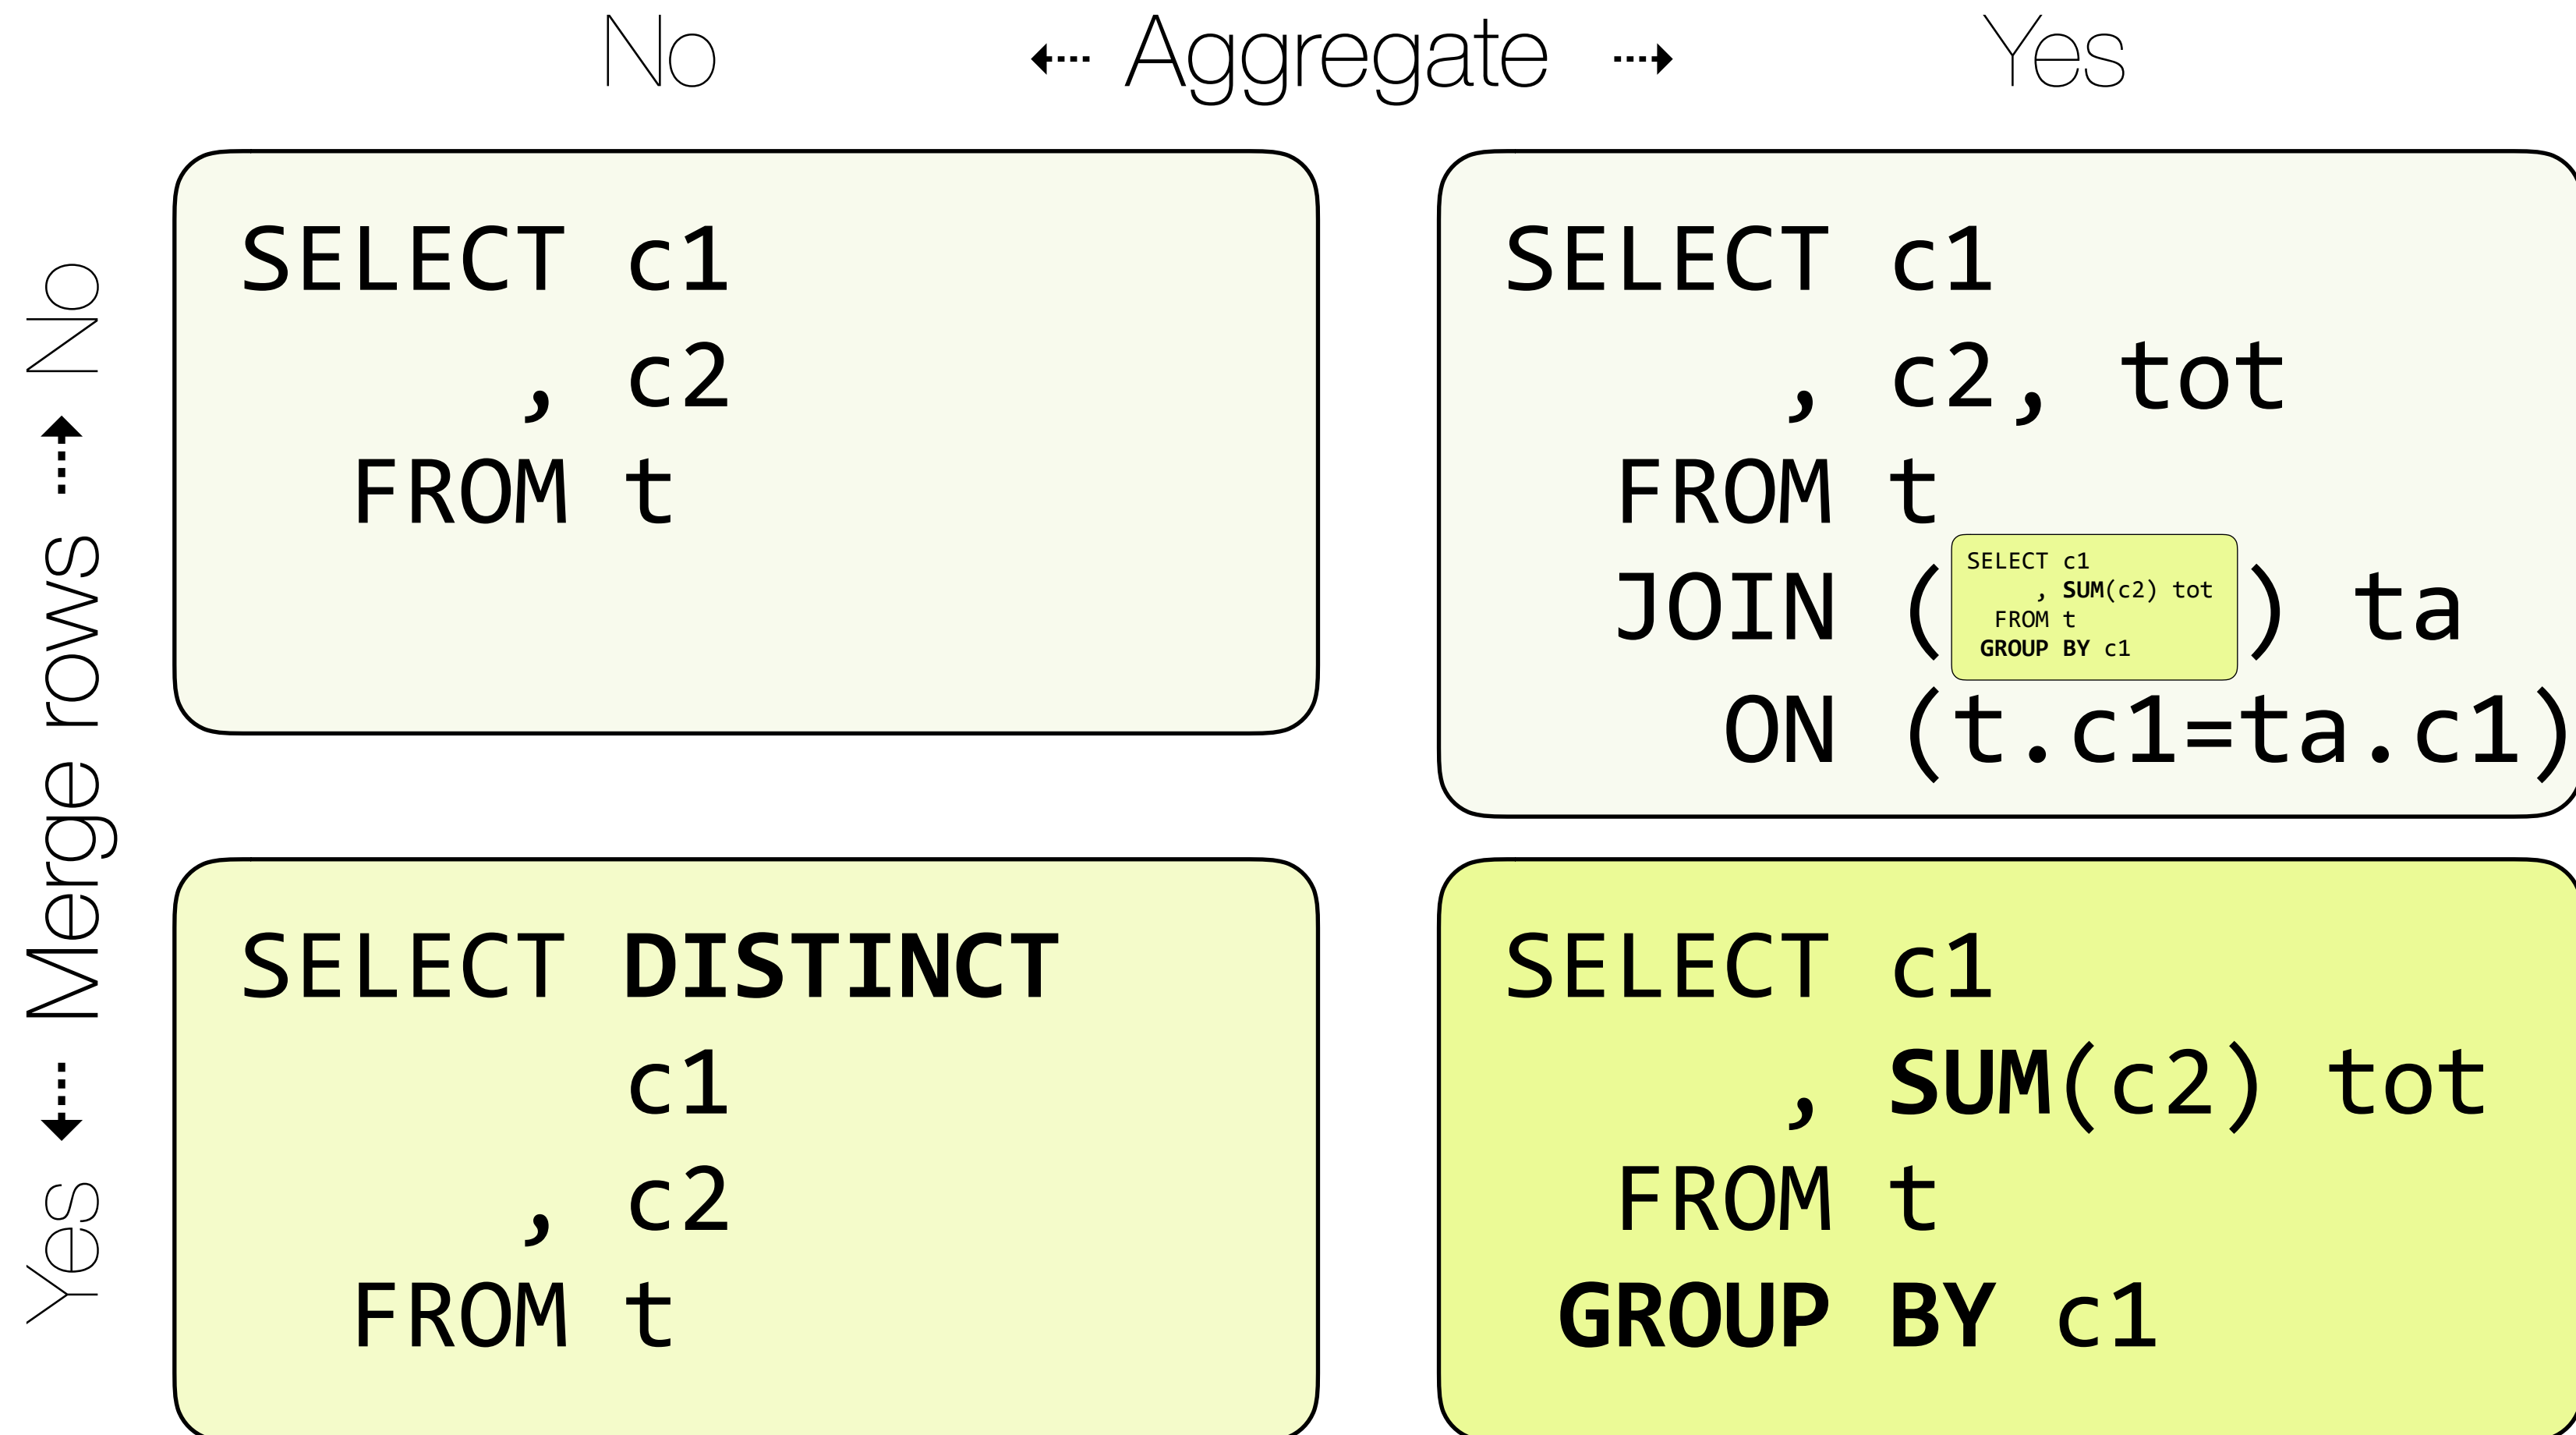 No Aggregate Yes
No
Merge rows
Yes
SELECT c1
, c2
FROM t
SELECT c1
, c2, tot
FROM t
JOIN (
SELECT c1
, SUM(c2) tot
FROM t
GROUP BY c1
) ta
ON (t.c1=ta.c1)
SELECT DISTINCT
c1
, c2
FROM t
SELECT c1
, SUM(c2) tot
FROM t
GROUP BY c1